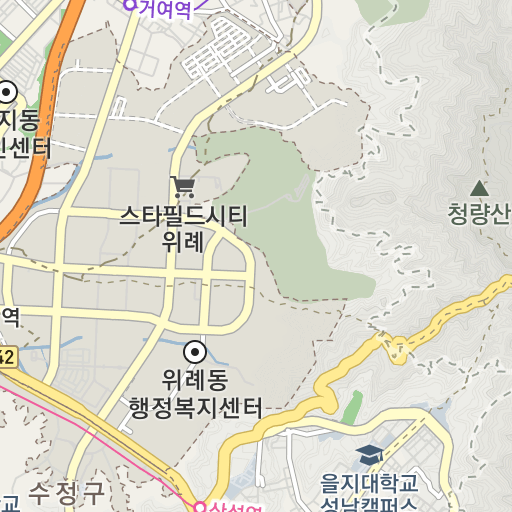 거여역
지동
센터
스타필드시티
위례
청량산
역
42
위례동
행정복지센터
수정구
을지대학교
성남캠퍼스
산성역
교